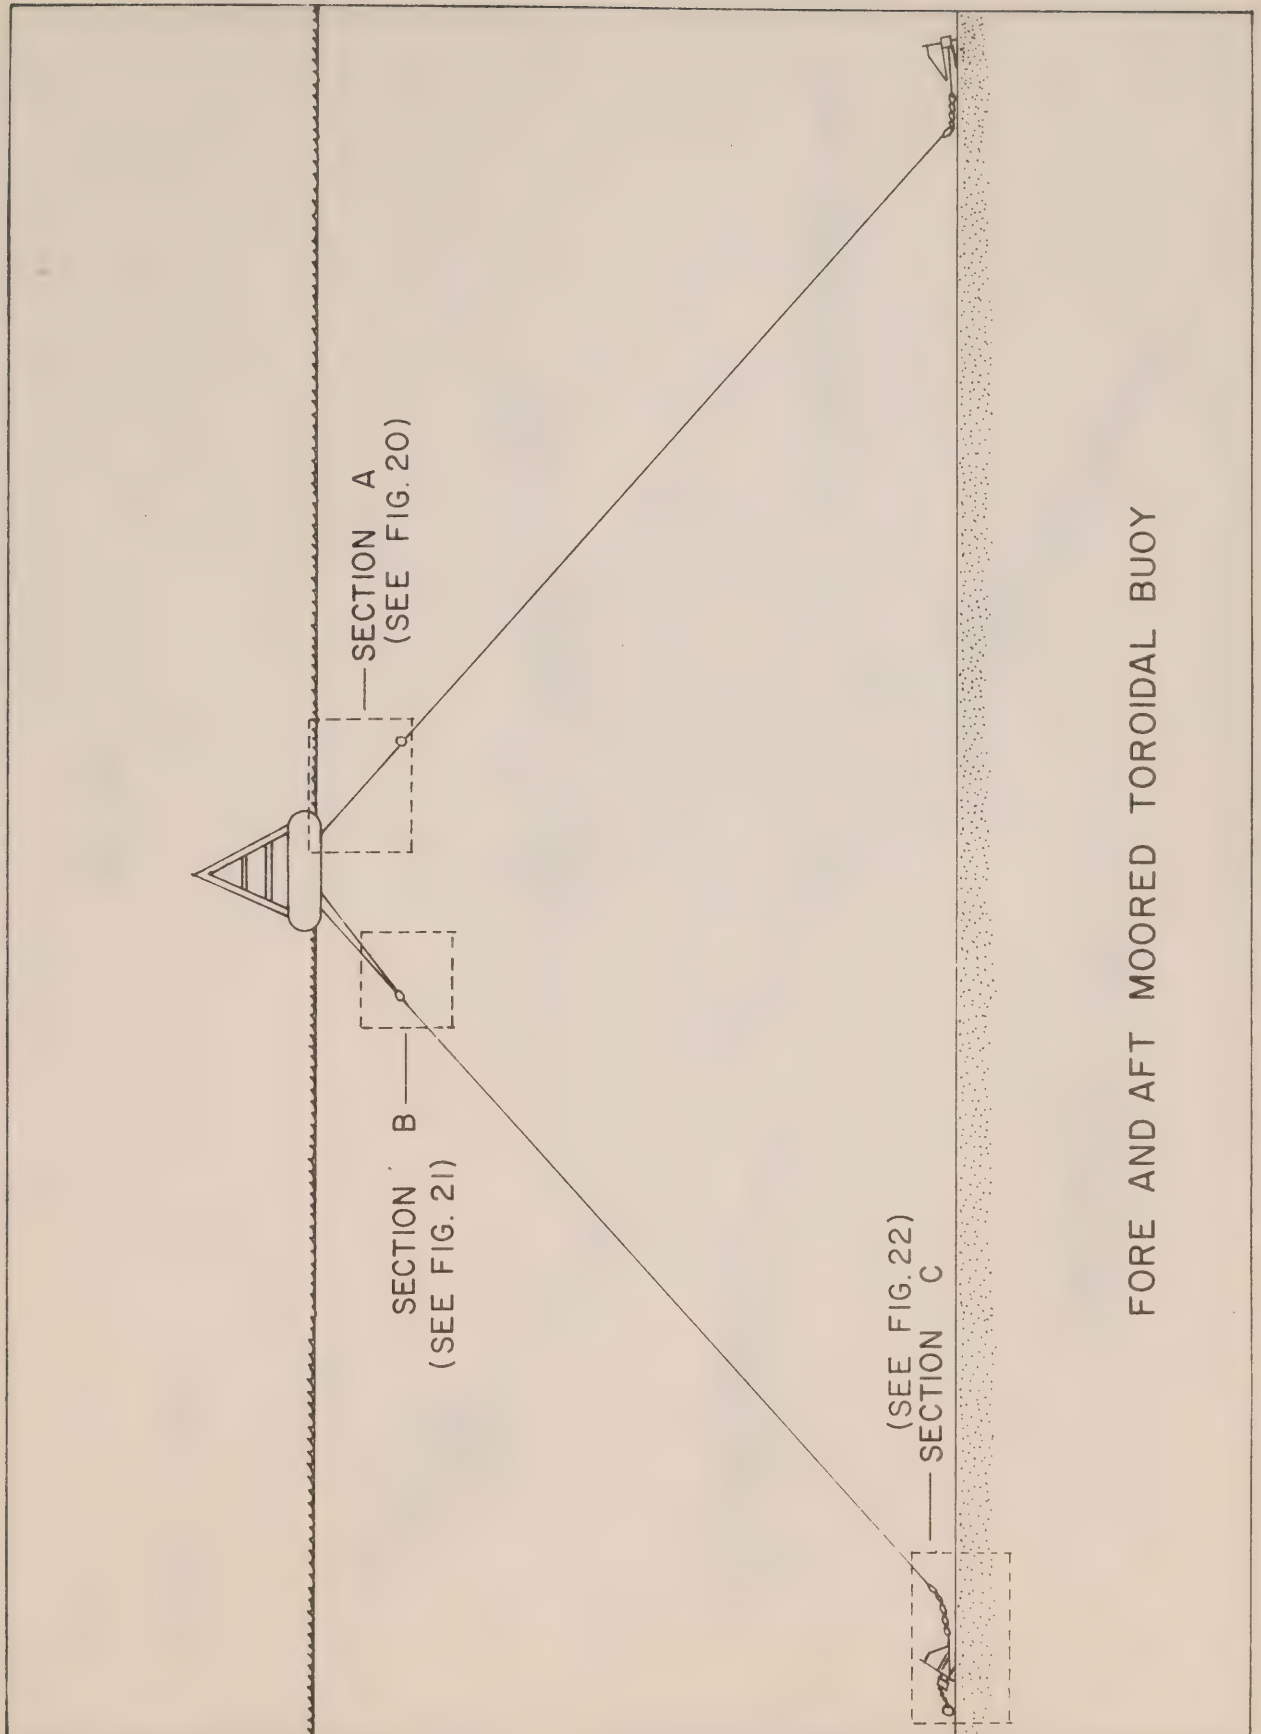 SECTION A
(SEE FIG. 20)
SECTION B
(SEE FIG. 21)
(SEE FIG. 22)
SECTION C
FORE AND AFT MOORED TOROIDAL BUOY